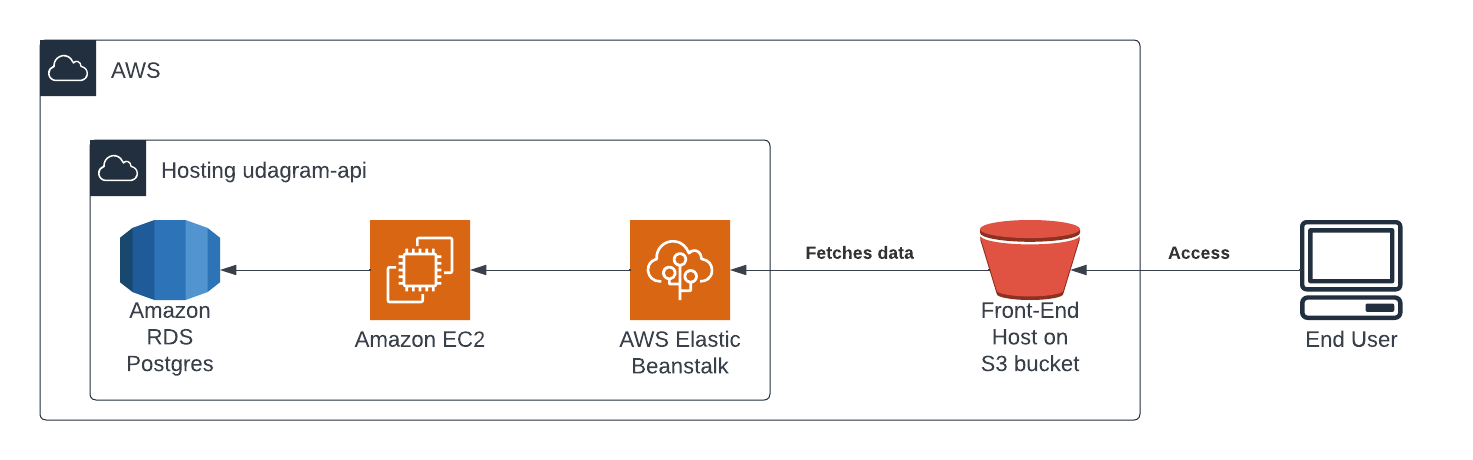 AWS
Hosting udagram-api
Fetches data
Access
Amazon
RDS
Postgres
Amazon EC2
AWS Elastic
Beanstalk
Front-End
Host on
S3 bucket
End User